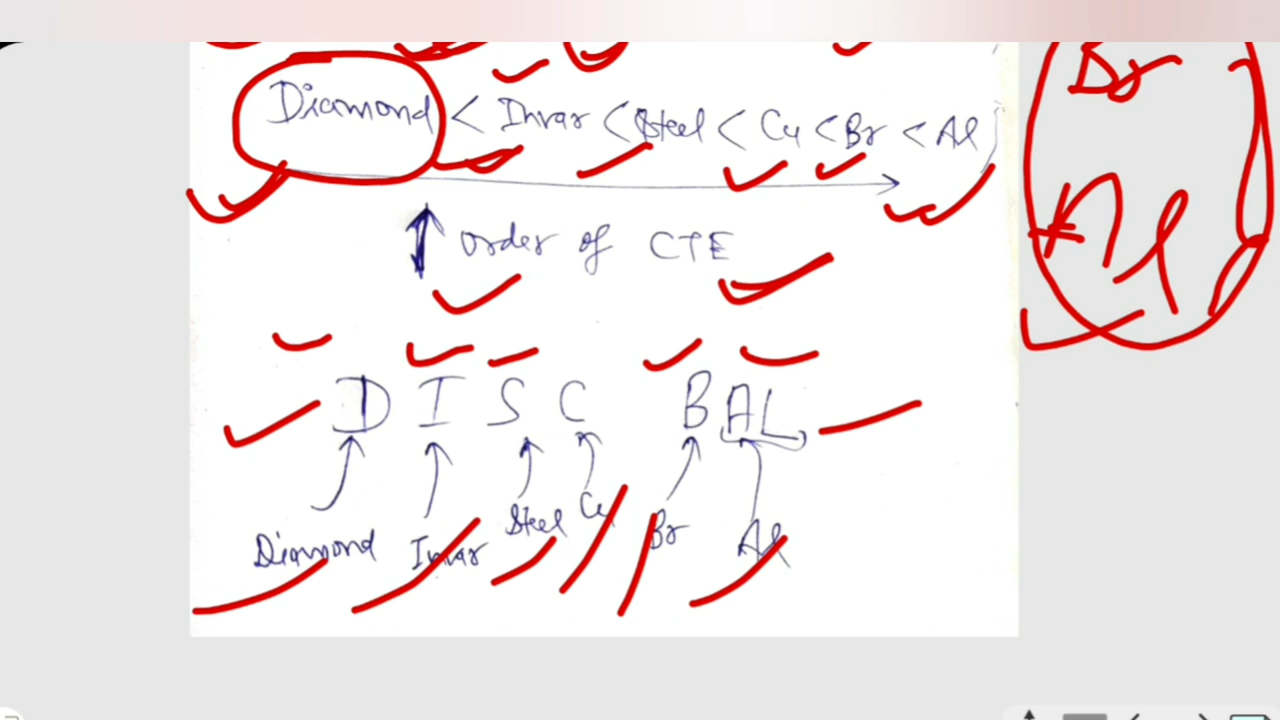 Diamond < Invar < Steel < Cu < Br < Al
Order of CTE
D I S C B AL
Diamond Invar Steel Cu Br Al
Br
Al